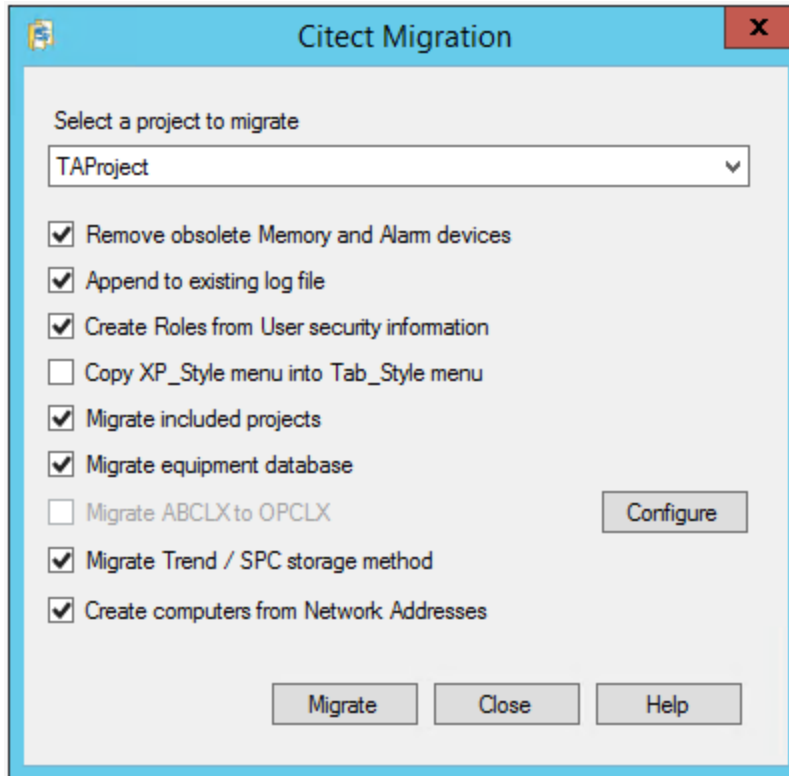 Citect Migration
x
Select a project to migrate
TAProject
Remove obsolete Memory and Alarm devices
Append to existing log file
Create Roles from User security information
Copy XP_Style menu into Tab_Style menu
Migrate included projects
Migrate equipment database
Migrate ABCLX to OPCLX
Configure
Migrate Trend / SPC storage method
Create computers from Network Addresses
Migrate Close Help